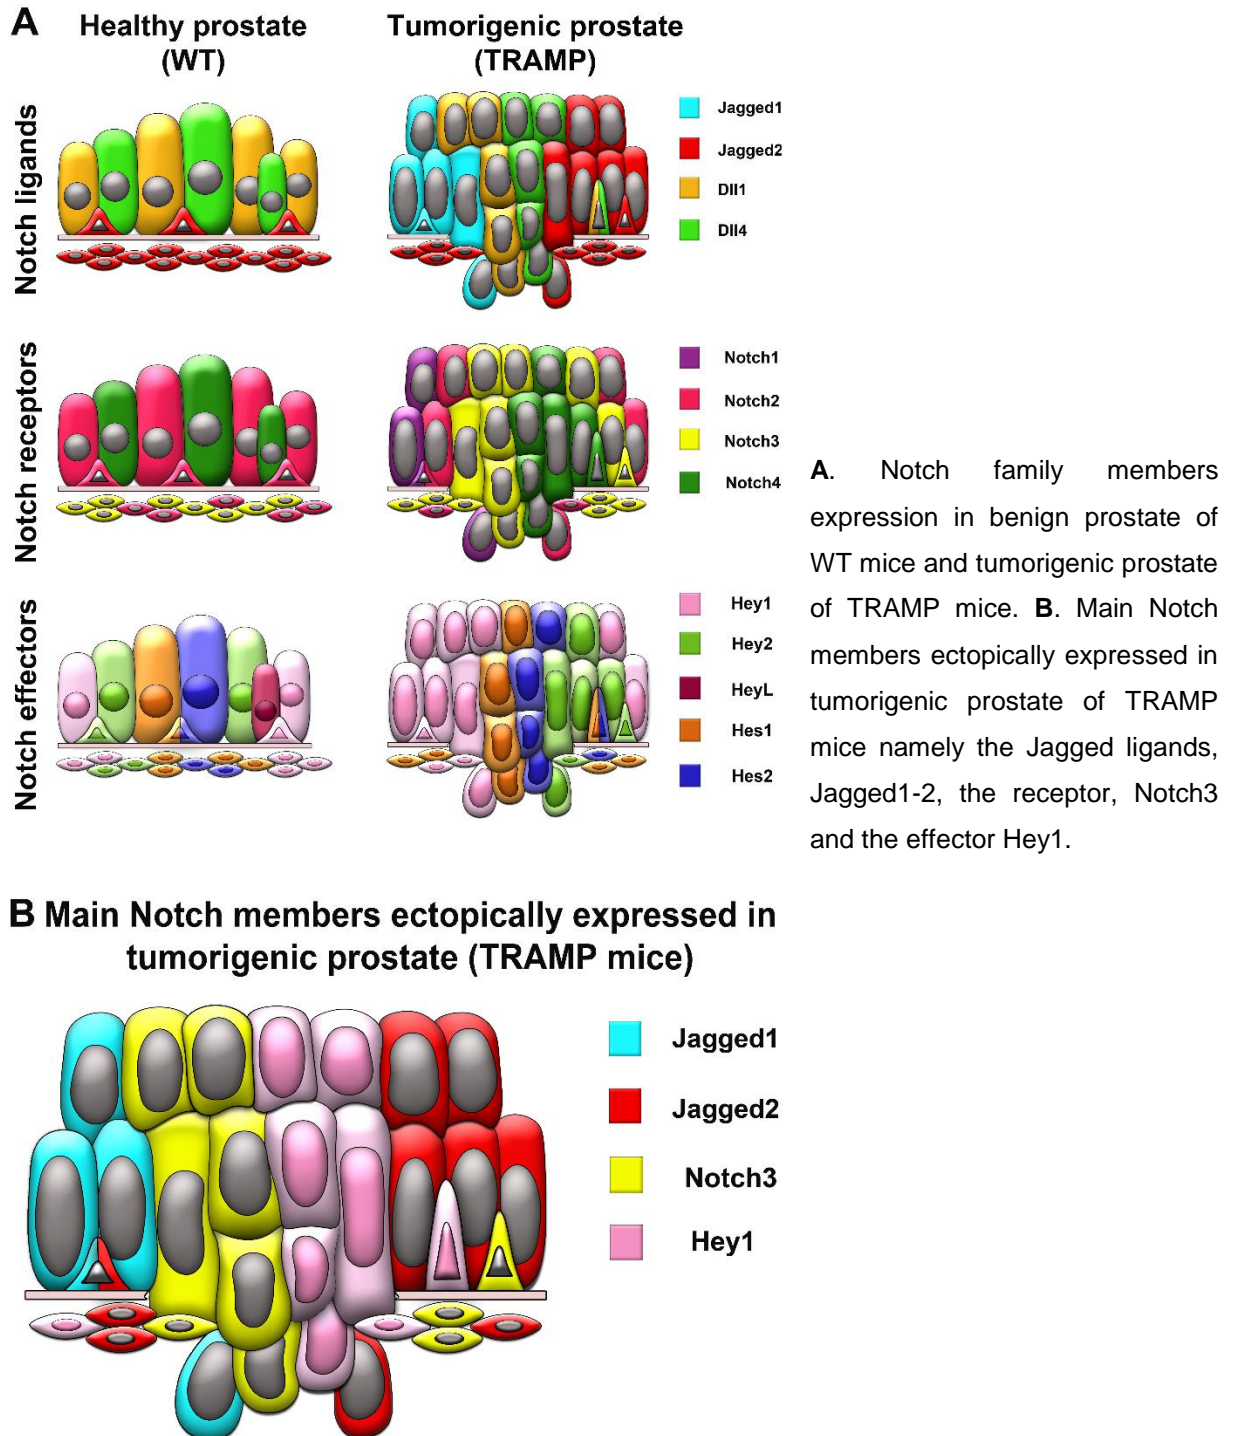 A
Healthy prostate
(WT)
Tumorigenic prostate
(TRAMP)
Notch ligands
Jagged1
Jagged2
Dll1
Dll4
Notch receptors
Notch1
Notch2
Notch3
Notch4
Notch effectors
Hey1
Hey2
HeyL
Hes1
Hes2
A. Notch family members
expression in benign prostate of
WT mice and tumorigenic prostate
of TRAMP mice. B. Main Notch
members ectopically expressed in
tumorigenic prostate of TRAMP
mice namely the Jagged ligands,
Jagged1-2, the receptor, Notch3
and the effector Hey1.
B Main Notch members ectopically expressed in
tumorigenic prostate (TRAMP mice)
Jagged1
Jagged2
Notch3
Hey1